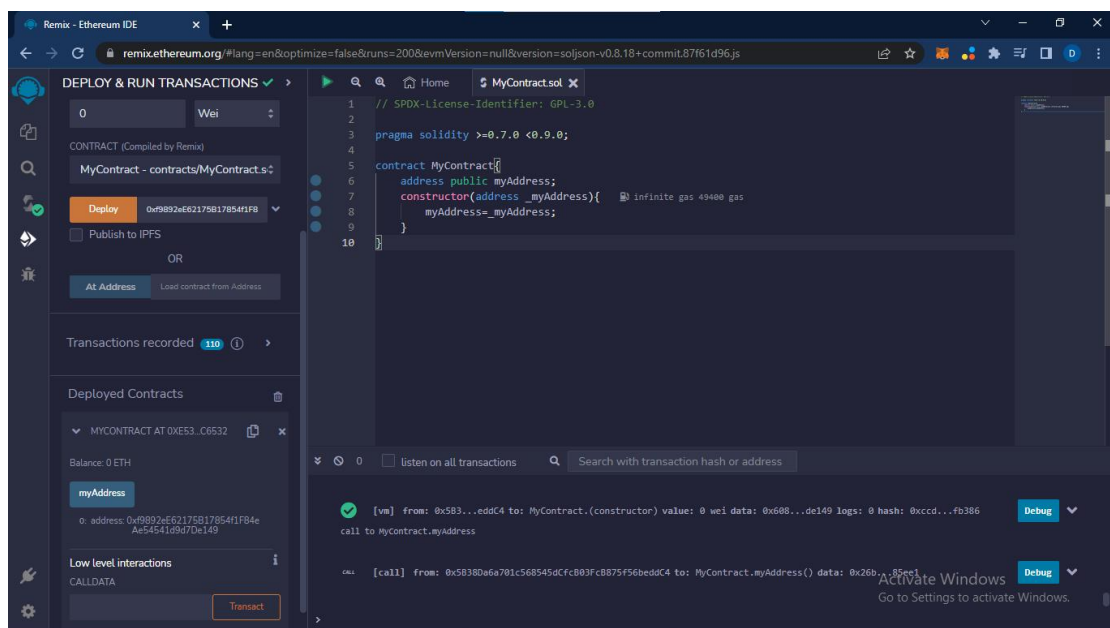 Remix - Ethereum IDE
remix.ethereum.org/#lang=en&optimize=false&runs=200&evmVersion=null&version=soljson-v0.8.18+commit.87f61d96.js
D
DEPLOY & RUN TRANSACTIONS
0 Wei
CONTRACT (Compiled by Remix)
MyContract - contracts/MyContract.s
Deploy 0xf9892eE62175B17854f1F8
Publish to IPFS
OR
At Address Load contract from Address
Transactions recorded 110 i
Deployed Contracts
MYCONTRACT AT 0XE53...C6532
Balance: 0 ETH
myAddress
0: address: 0xf9892eE62175B17854f1F84e
Ae54541d9d7De149
Low level interactions i
CALLDATA
Transact
Home MyContract.sol
1 // SPDX-License-Identifier: GPL-3.0
2
3 pragma solidity >=0.7.0 <0.9.0;
4
5 contract MyContract{
6 address public myAddress;
7 constructor(address _myAddress){ infinite gas 49400 gas
8 myAddress=_myAddress;
9 }
10 }
0 listen on all transactions Search with transaction hash or address
[vm] from: 0x5B3...eddC4 to: MyContract.(constructor) value: 0 wei data: 0x608...de149 logs: 0 hash: 0xccd...fb386 Debug
call to MyContract.myAddress
CALL [call] from: 0x5B38Da6a701c568545dCfcB03FcB875f56beddC4 to: MyContract.myAddress() data: 0x26b...85ee1 Debug
>
Activate Windows
Go to Settings to activate Windows.